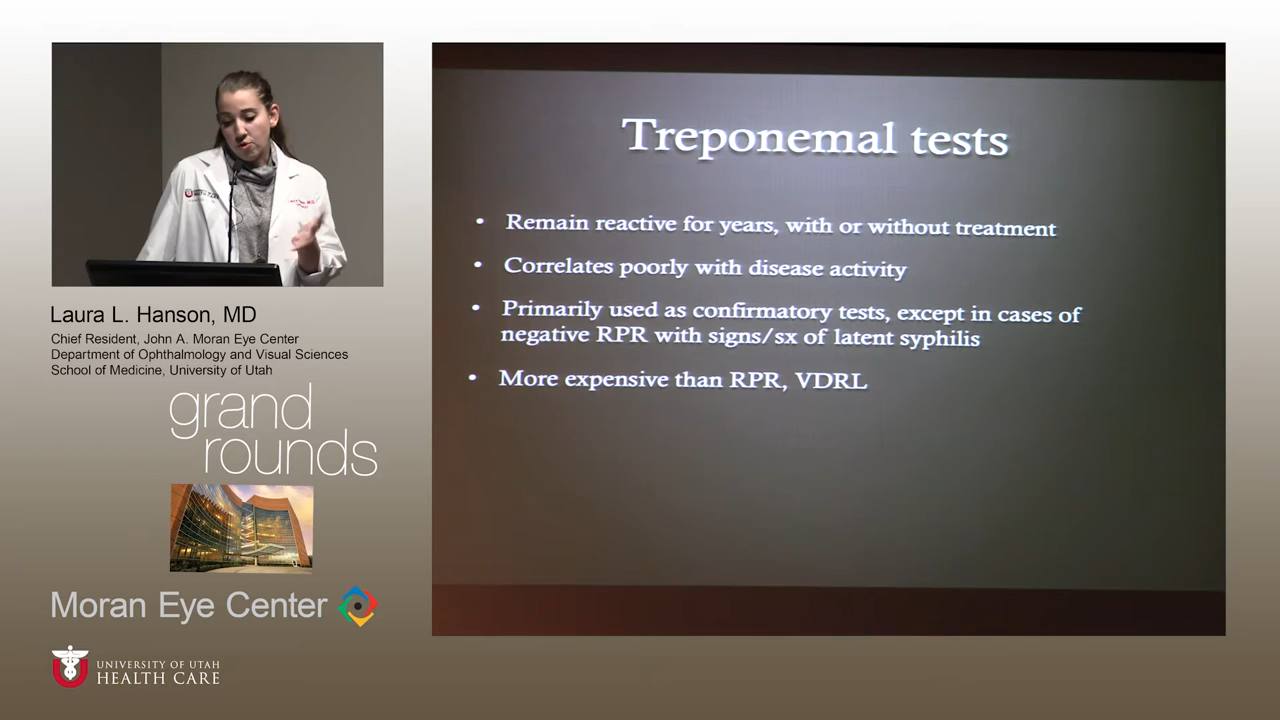 Laura L. Hanson, MD
Chief Resident, John A. Moran Eye Center
Department of Ophthalmology and Visual Sciences
School of Medicine, University of Utah
grand
rounds
Moran Eye Center
UNIVERSITY OF UTAH
HEALTH CARE
Treponemal tests
• Remain reactive for years, with or without treatment
• Correlates poorly with disease activity
• Primarily used as confirmatory tests, except in cases of
negative RPR with signs/sx of latent syphilis
• More expensive than RPR, VDRL